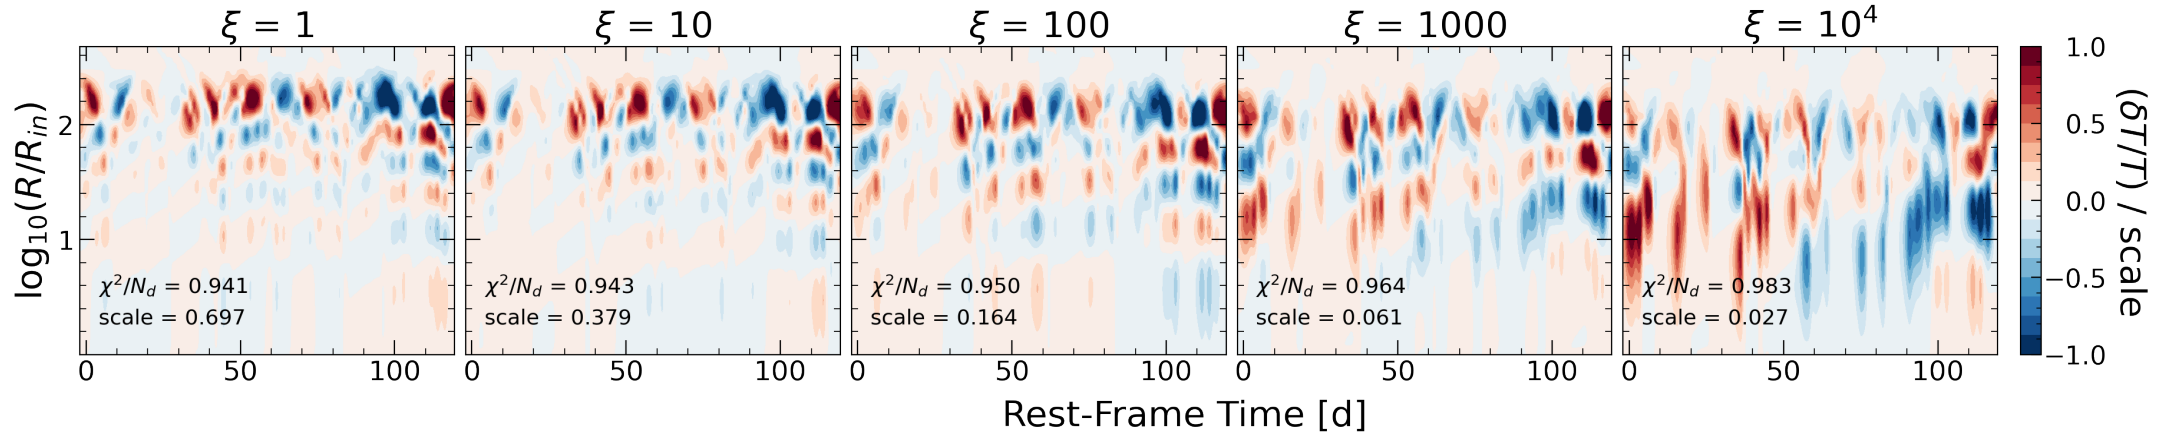 ξ = 1
ξ = 10
ξ = 100
ξ = 1000
ξ = 10⁴
log₁₀(R/Rᵢₙ)
2
1
χ²/N_d = 0.941
scale = 0.697
χ²/N_d = 0.943
scale = 0.379
χ²/N_d = 0.950
scale = 0.164
χ²/N_d = 0.964
scale = 0.061
χ²/N_d = 0.983
scale = 0.027
0 50 100
0 50 100
0 50 100
0 50 100
0 50 100
Rest-Frame Time [d]
1.0
0.5
0.0
−0.5
−1.0
(δT/T) / scale